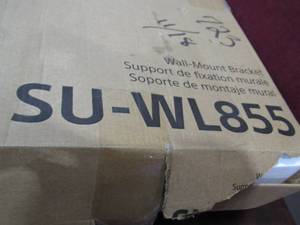 Wall-Mount Bracket
Support de fixation murale
Soporte de montaje mural
SU-WL855